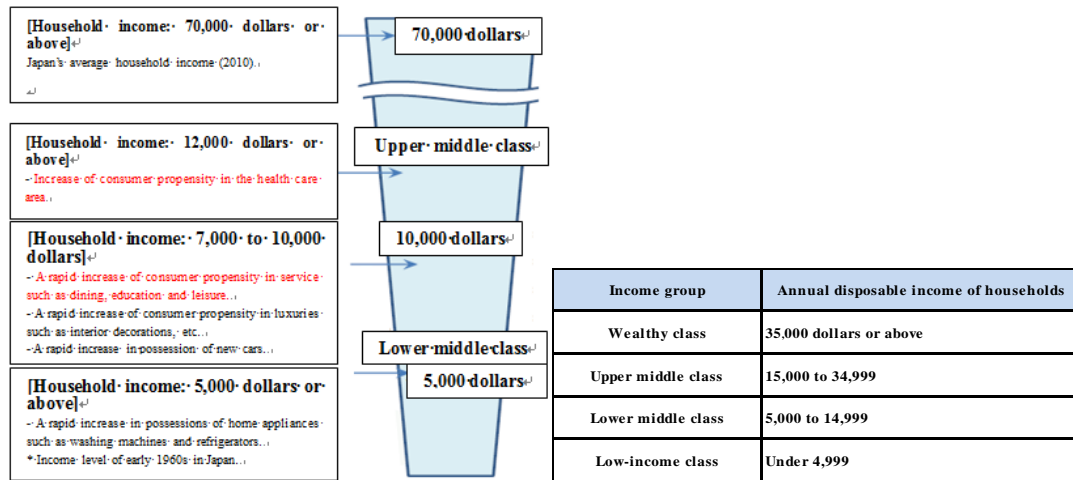 [Household income: 70,000 dollars or
above]
Japan's average household income (2010).
70,000 dollars
[Household income: 12,000 dollars or
above]
- Increase of consumer propensity in the health care
area.
Upper middle class
[Household income: 7,000 to 10,000
dollars]
- A rapid increase of consumer propensity in service
such as dining, education and leisure..
- A rapid increase of consumer propensity in luxuries
such as interior decorations, etc..
- A rapid increase in possession of new cars..
10,000 dollars
Lower middle class
5,000 dollars
[Household income: 5,000 dollars or
above]
- A rapid increase in possessions of home appliances
such as washing machines and refrigerators..
* Income level of early 1960s in Japan..
Income group	Annual disposable income of households
Wealthy class	35,000 dollars or above
Upper middle class	15,000 to 34,999
Lower middle class	5,000 to 14,999
Low-income class	Under 4,999